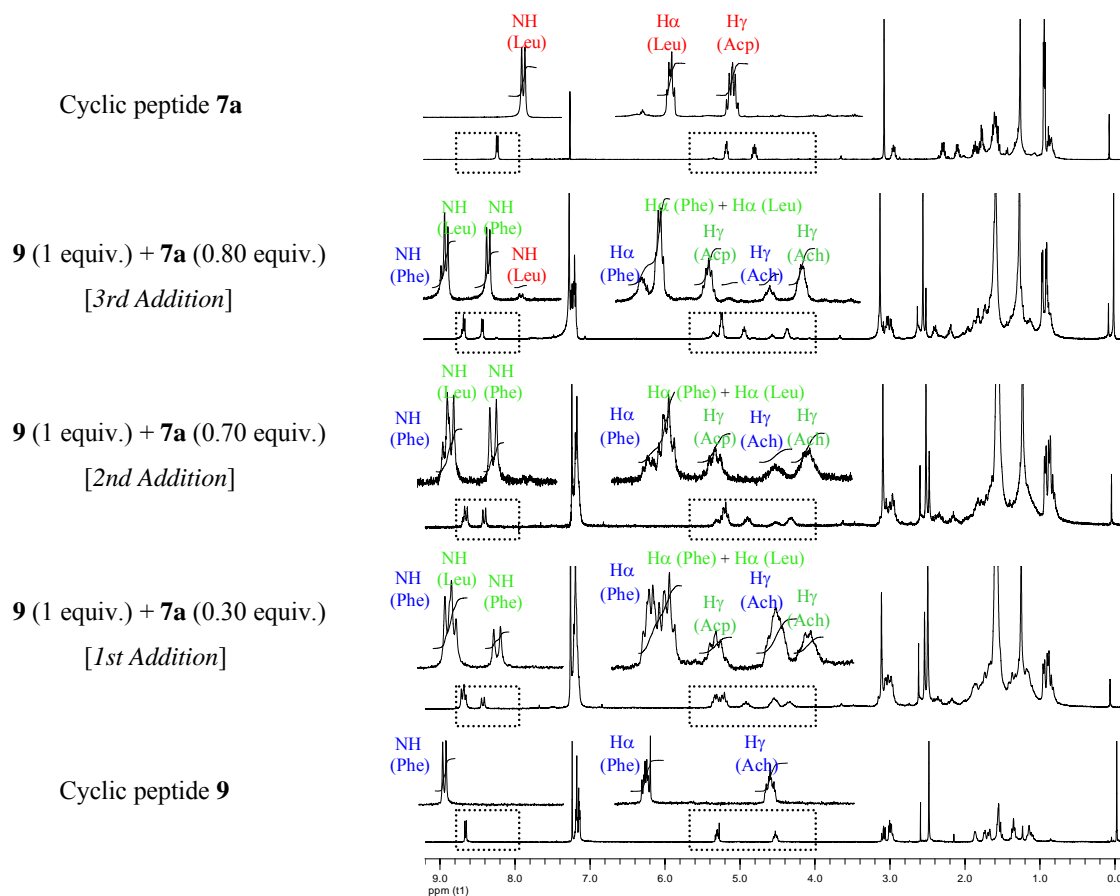 NH
(Leu)
Hα
(Leu)
Hγ
(Acp)
Cyclic peptide 7a
NH
(Leu)
NH
(Phe)
NH
(Phe)
NH
(Leu)
Hα (Phe) + Hα (Leu)
Hα
(Phe)
Hγ
(Acp)
Hγ
(Ach)
Hγ
(Ach)
9 (1 equiv.) + 7a (0.80 equiv.)
[3rd Addition]
NH
(Leu)
NH
(Phe)
NH
(Phe)
Hα (Phe) + Hα (Leu)
Hα
(Phe)
Hγ
(Acp)
Hγ
(Ach)
Hγ
(Ach)
9 (1 equiv.) + 7a (0.70 equiv.)
[2nd Addition]
NH
(Leu)
NH
(Phe)
NH
(Phe)
Hα (Phe) + Hα (Leu)
Hα
(Phe)
Hγ
(Acp)
Hγ
(Ach)
Hγ
(Ach)
9 (1 equiv.) + 7a (0.30 equiv.)
[1st Addition]
NH
(Phe)
Hα
(Phe)
Hγ
(Ach)
Cyclic peptide 9
9.0 8.0 7.0 6.0 5.0 4.0 3.0 2.0 1.0 0.0
ppm (t1)